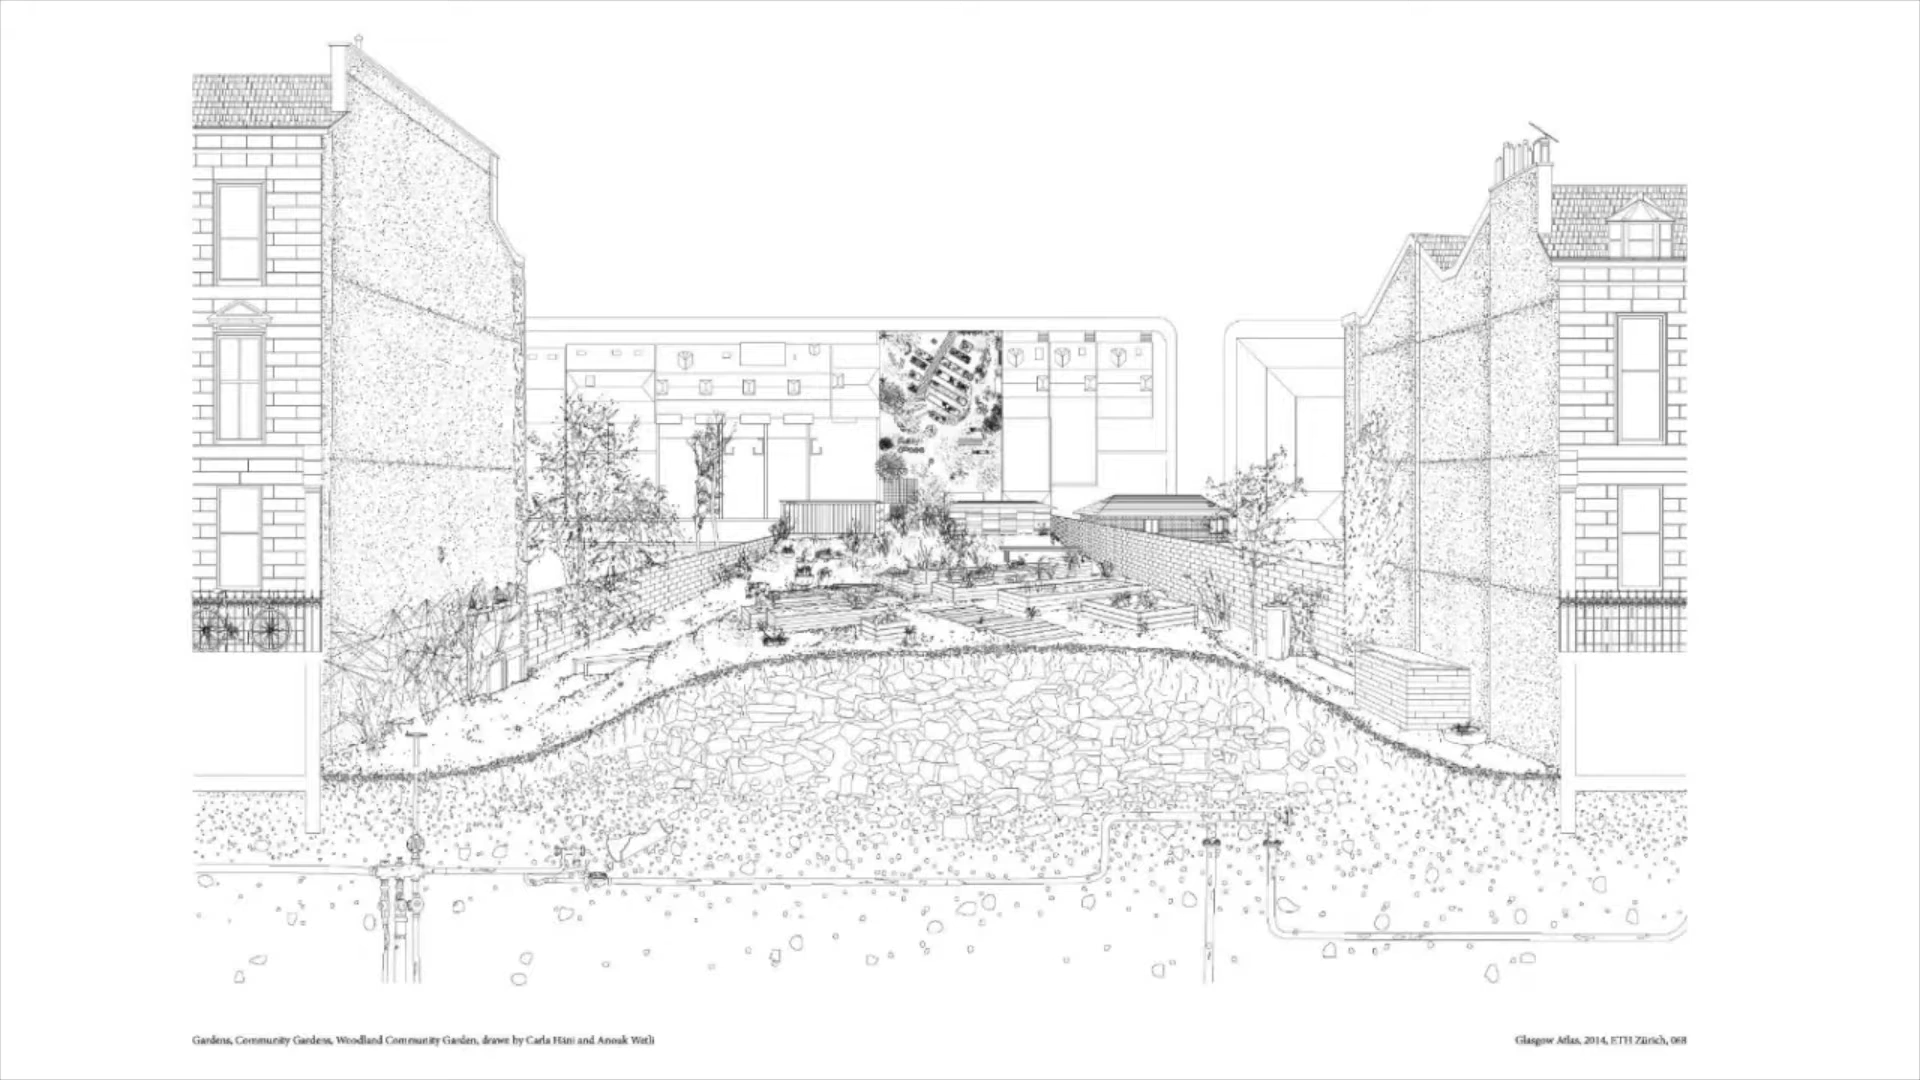 Gardens, Community Gardens, Woodland Community Garden, drawn by Carla Häni and Anouk Wetli
Glasgow Atlas, 2014, ETH Zürich, 068